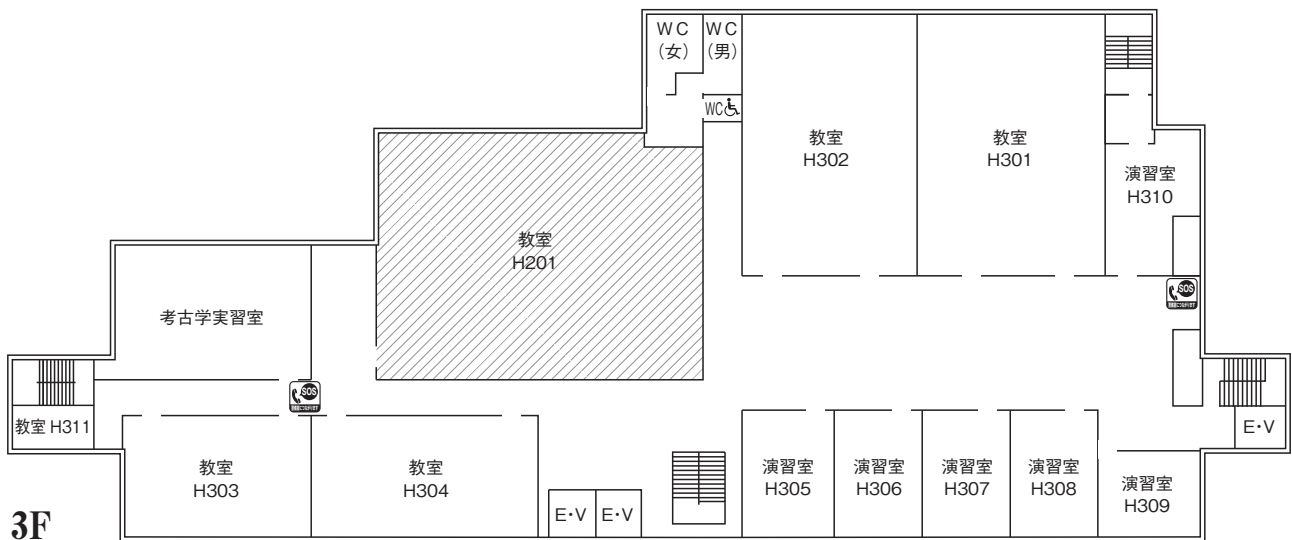 WC
(女)
WC
(男)
WC
教室
H302
教室
H301
演習室
H310
教室
H201
考古学実習室
SOS
SOS
教室 H311
教室
H303
教室
H304
E・V
E・V
演習室
H305
演習室
H306
演習室
H307
演習室
H308
演習室
H309
E・V
3F